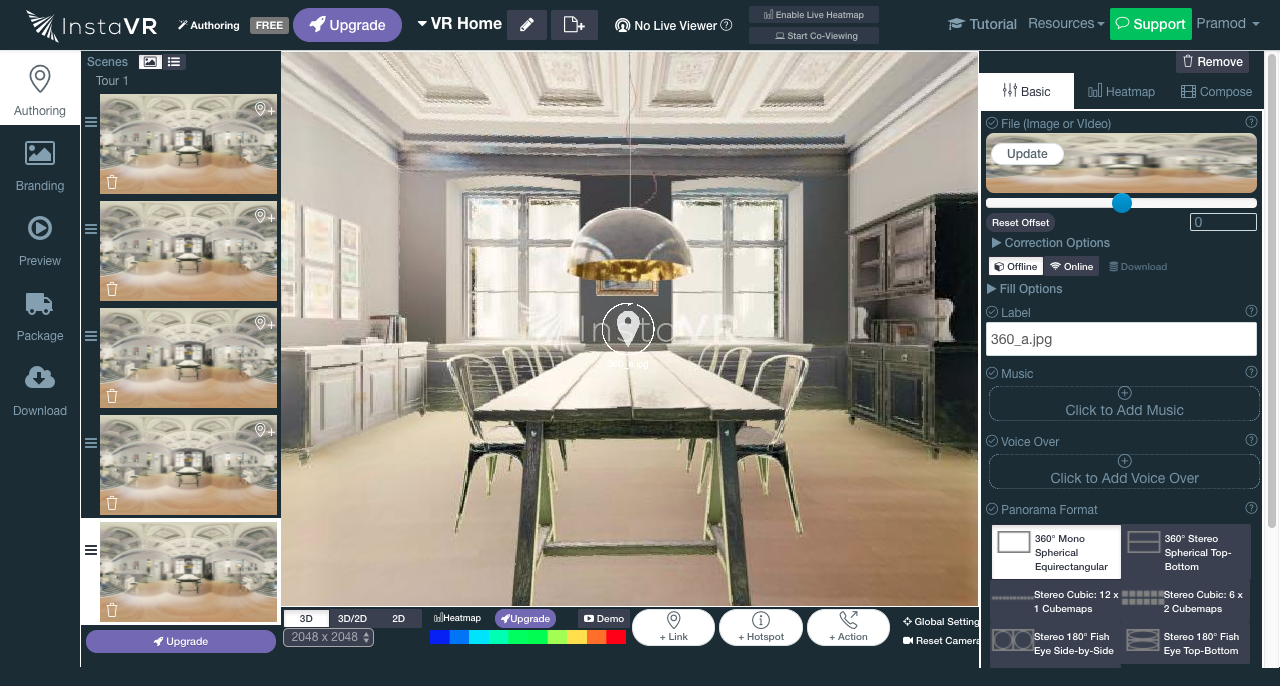 InstaVR
Authoring
FREE
Upgrade
VR Home
No Live Viewer
Enable Live Heatmap
Start Co-Viewing
Tutorial
Resources
Support
Pramod
Authoring
Branding
Preview
Package
Download
Scenes
Tour 1
Upgrade
InstaVR
360_a.jpg
3D
3D/2D
2D
2048 x 2048
Heatmap
Upgrade
Demo
+ Link
+ Hotspot
+ Action
Global Setting
Reset Camera
Remove
Basic
Heatmap
Compose
File (Image or VIdeo)
Update
Reset Offset
0
Correction Options
Offline
Online
Download
Fill Options
Label
360_a.jpg
Music
Click to Add Music
Voice Over
Click to Add Voice Over
Panorama Format
360° Mono
Spherical
Equirectangular
360° Stereo
Spherical Top-
Bottom
Stereo Cubic: 12 x
1 Cubemaps
Stereo Cubic: 6 x
2 Cubemaps
Stereo 180° Fish
Eye Side-by-Side
Stereo 180° Fish
Eye Top-Bottom